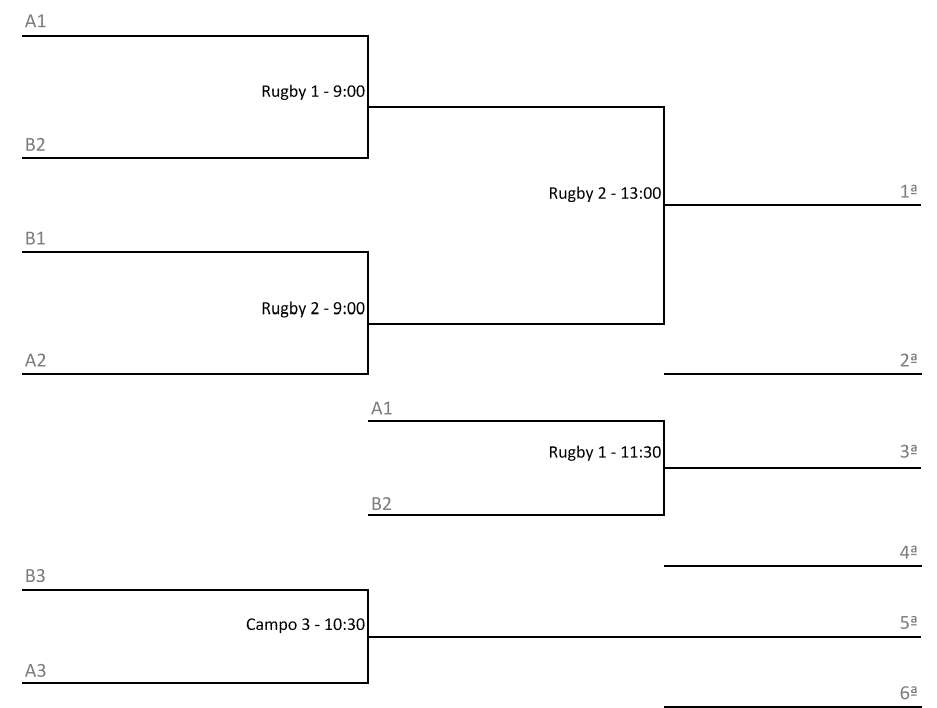 A1
Rugby 1 - 9:00
B2
Rugby 2 - 13:00
1ª
B1
Rugby 2 - 9:00
A2
2ª
A1
Rugby 1 - 11:30
3ª
B2
4ª
B3
Campo 3 - 10:30
5ª
A3
6ª